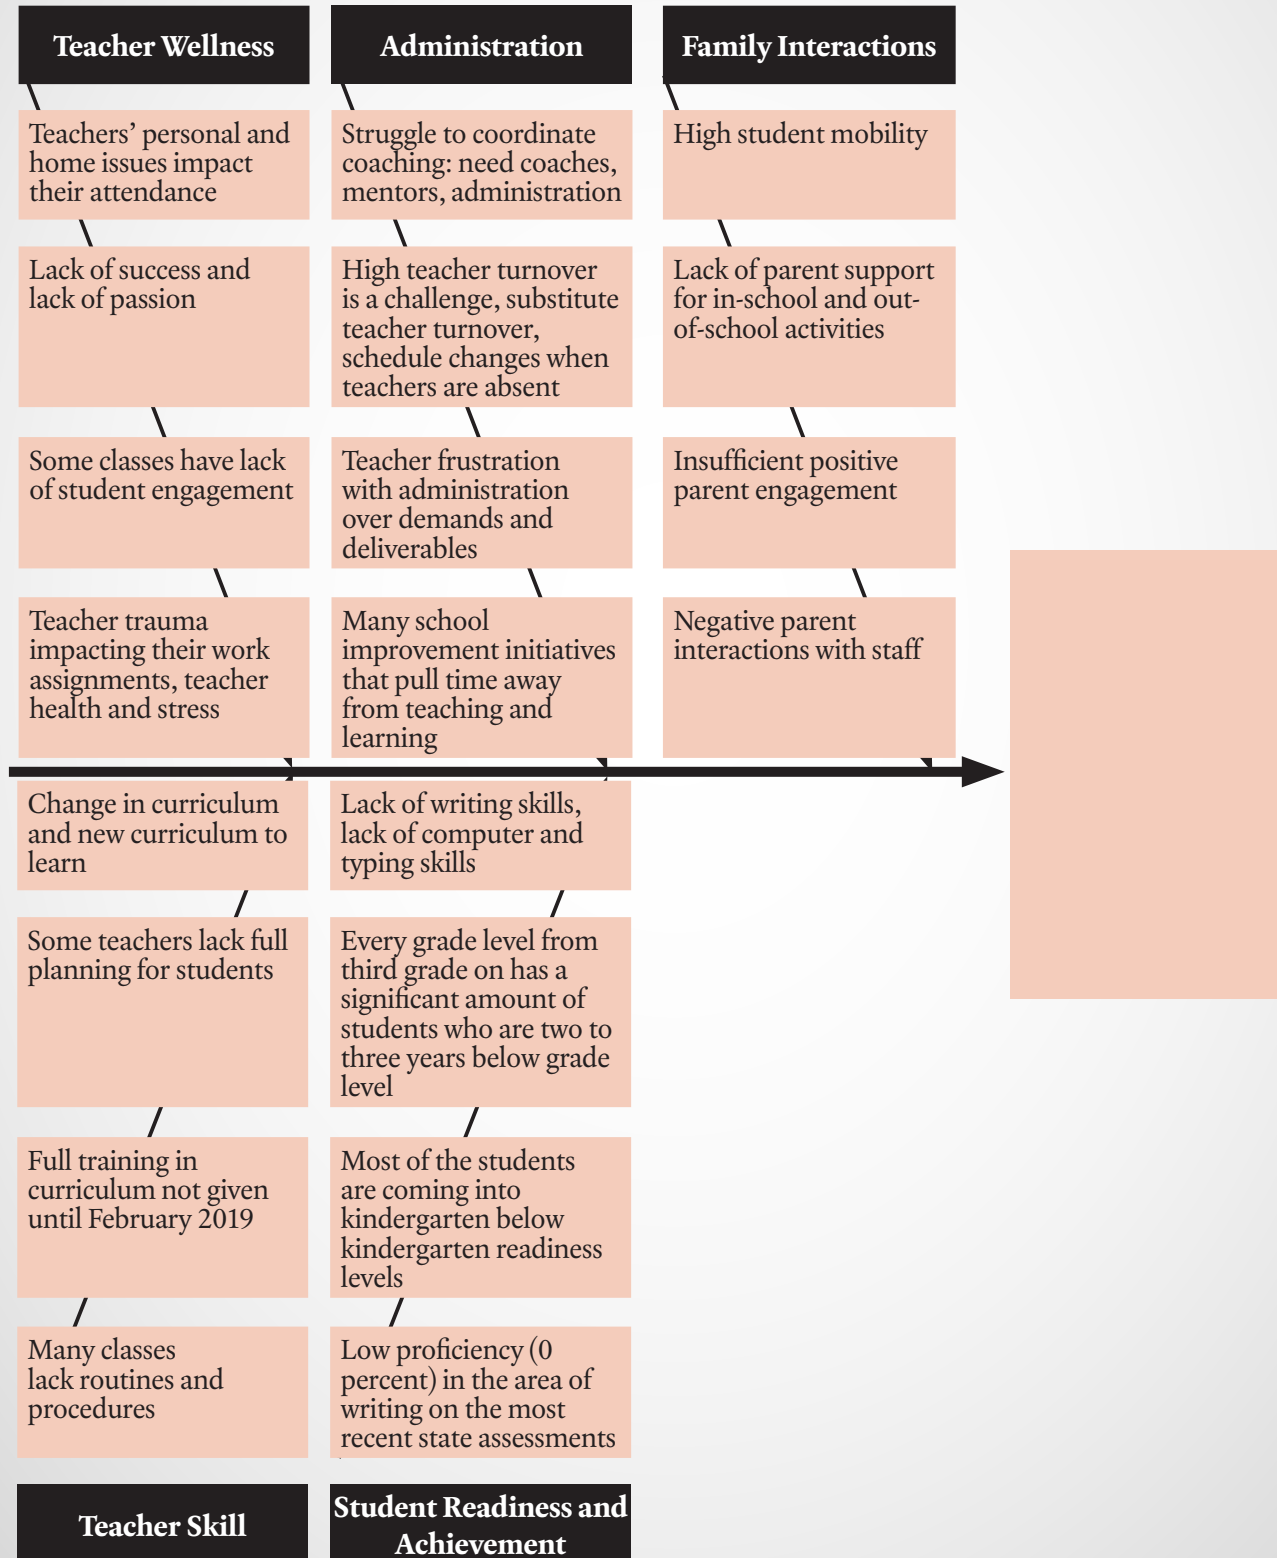 Teacher Wellness
Teachers’ personal and
home issues impact
their attendance
Lack of success and
lack of passion
Some classes have lack
of student engagement
Teacher trauma
impacting their work
assignments, teacher
health and stress
Administration
Struggle to coordinate
coaching: need coaches,
mentors, administration
High teacher turnover
is a challenge, substitute
teacher turnover,
schedule changes when
teachers are absent
Teacher frustration
with administration
over demands and
deliverables
Many school
improvement initiatives
that pull time away
from teaching and
learning
Family Interactions
High student mobility
Lack of parent support
for in-school and out-
of-school activities
Insufficient positive
parent engagement
Negative parent
interactions with staff
Change in curriculum
and new curriculum to
learn
Some teachers lack full
planning for students
Full training in
curriculum not given
until February 2019
Many classes
lack routines and
procedures
Teacher Skill
Lack of writing skills,
lack of computer and
typing skills
Every grade level from
third grade on has a
significant amount of
students who are two to
three years below grade
level
Most of the students
are coming into
kindergarten below
kindergarten readiness
levels
Low proficiency (0
percent) in the area of
writing on the most
recent state assessments
Student Readiness and
Achievement